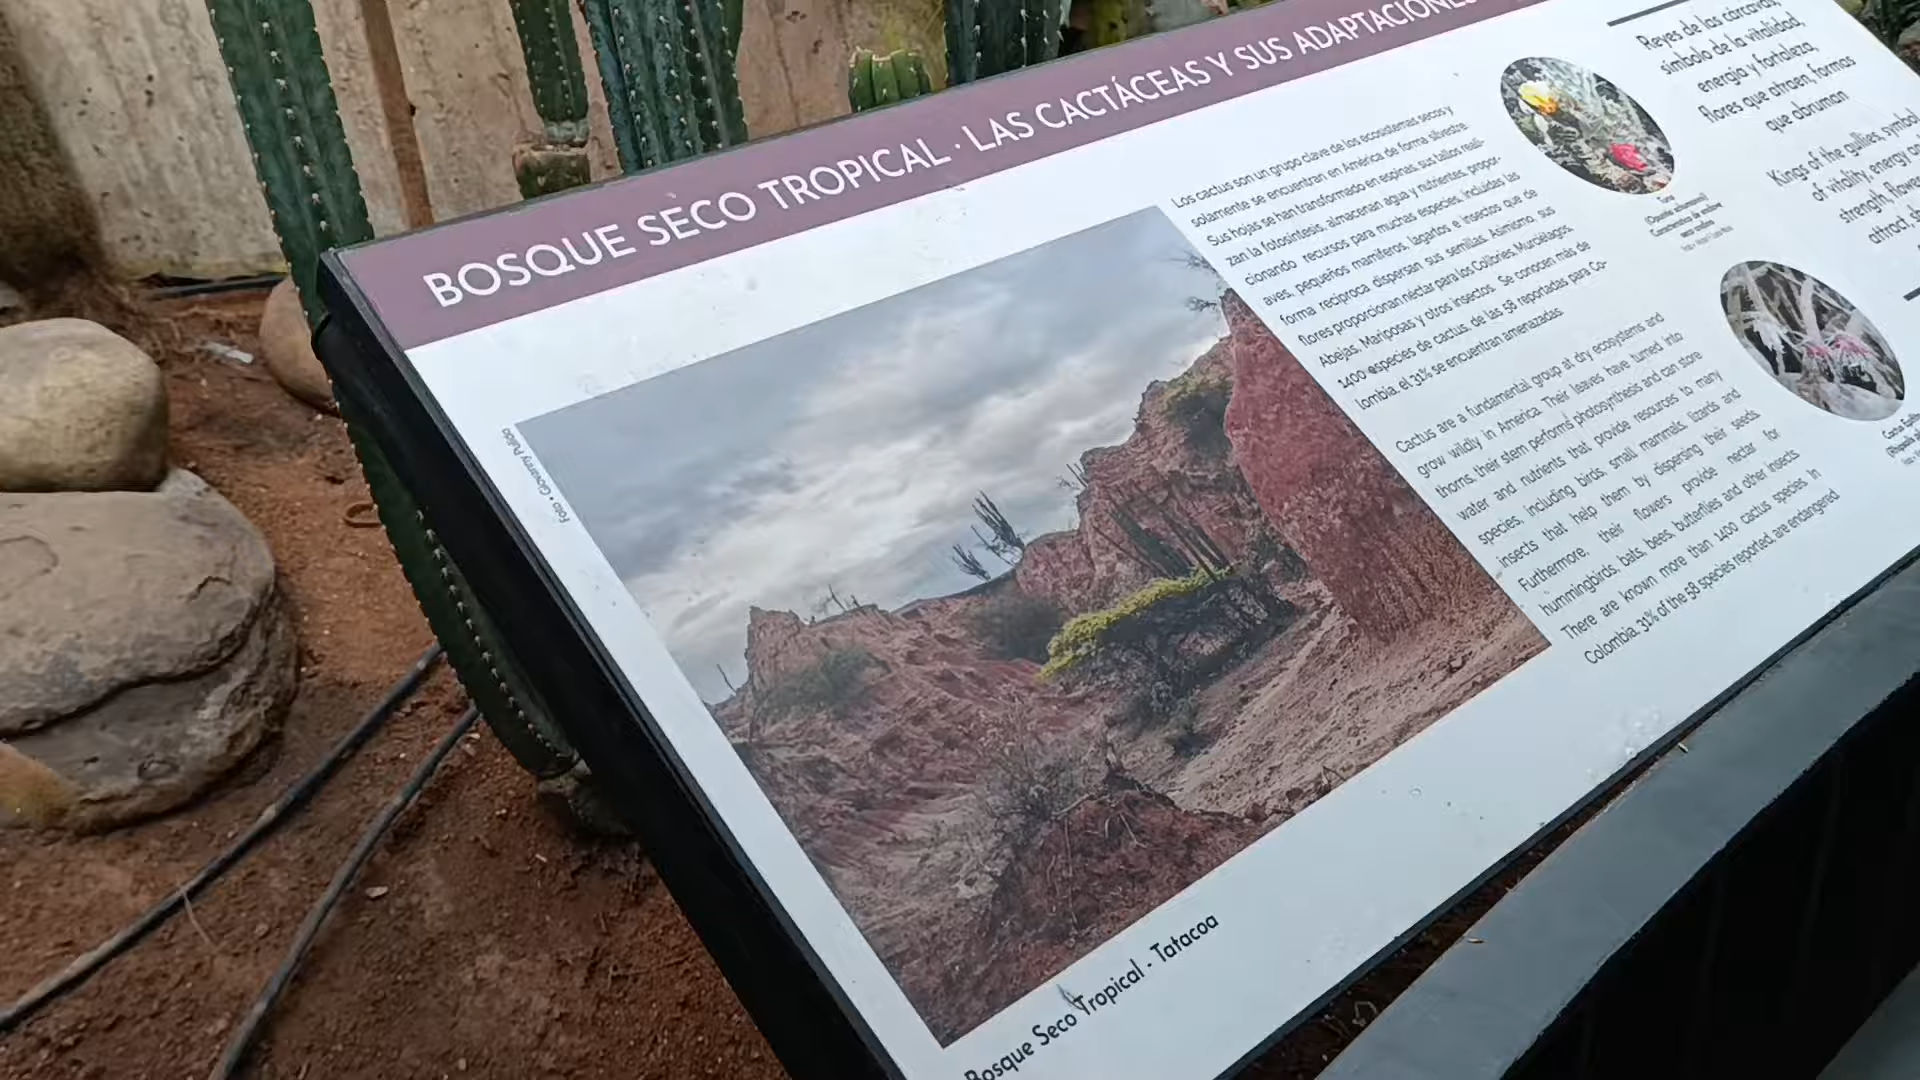 BOSQUE SECO TROPICAL · LAS CACTÁCEAS Y SUS ADAPTACIONES
Foto • Giovanny Pulido
Bosque Seco Tropical - Tatacoa
Los cactus son un grupo clave de los ecosistemas secos y
solamente se encuentran en América de forma silvestre.
Sus hojas se han transformado en espinas, sus tallos reali-
zan la fotosíntesis, almacenan agua y nutrientes, propor-
cionando recursos para muchas especies, incluidas las
aves, pequeños mamíferos, lagartos e insectos que de
forma recíproca dispersan sus semillas. Asimismo, sus
flores proporcionan néctar para los Colibríes, Murciélagos,
Abejas, Mariposas y otros insectos. Se conocen más de
1400 especies de cactus, de las 58 reportadas para Co-
lombia, el 31% se encuentran amenazadas.
Cactus are a fundamental group at dry ecosystems and
grow wildly in America. Their leaves have turned into
thorns, their stem performs photosynthesis and can store
water and nutrients that provide resources to many
species, including birds, small mammals, lizards and
insects that help them by dispersing their seeds.
Furthermore, their flowers provide nectar for
hummingbirds, bats, bees, butterflies and other insects.
There are known more than 1400 cactus species in
Colombia, 31% of the 58 species reported, are endangered
Reyes de las cárcavas,
símbolo de la vitalidad,
energía y fortaleza,
flores que atraen, formas
que abruman
Kings of the gullies, symbol
of vitality, energy
strength, flowe
attract, s
Tuna